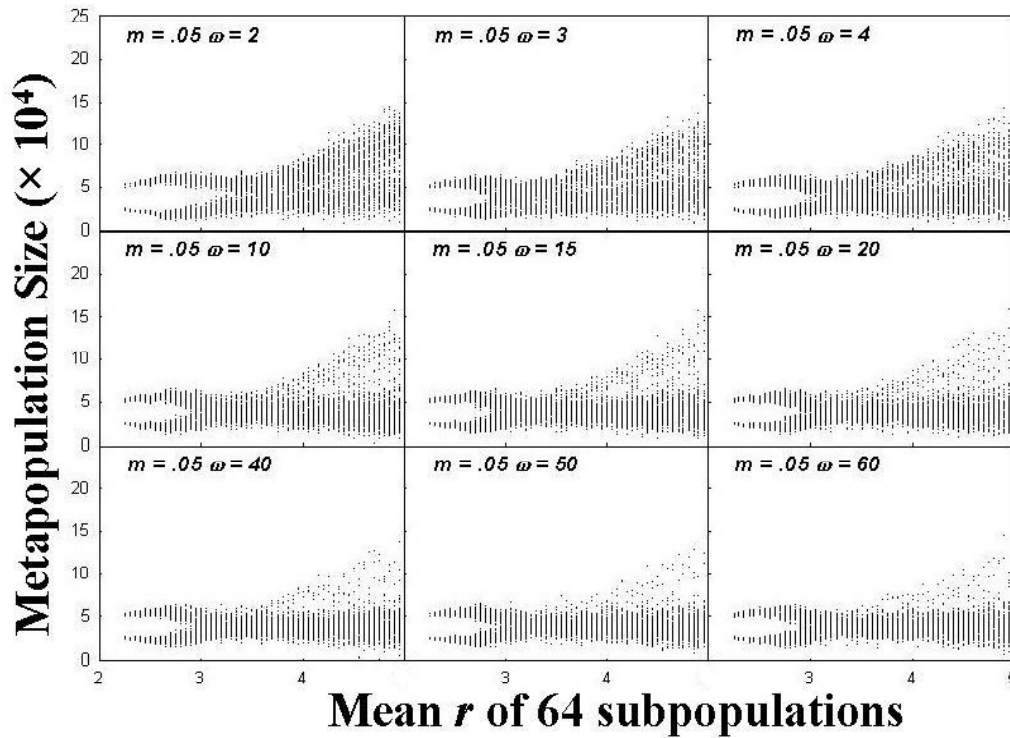 Metapopulation Size (× 10⁴)
25
20
15
10
5
0
m = .05 ω = 2
m = .05 ω = 3
m = .05 ω = 4
20
15
10
5
0
m = .05 ω = 10
m = .05 ω = 15
m = .05 ω = 20
20
15
10
5
0
m = .05 ω = 40
m = .05 ω = 50
m = .05 ω = 60
2
3
4
3
4
3
4
5
Mean r of 64 subpopulations